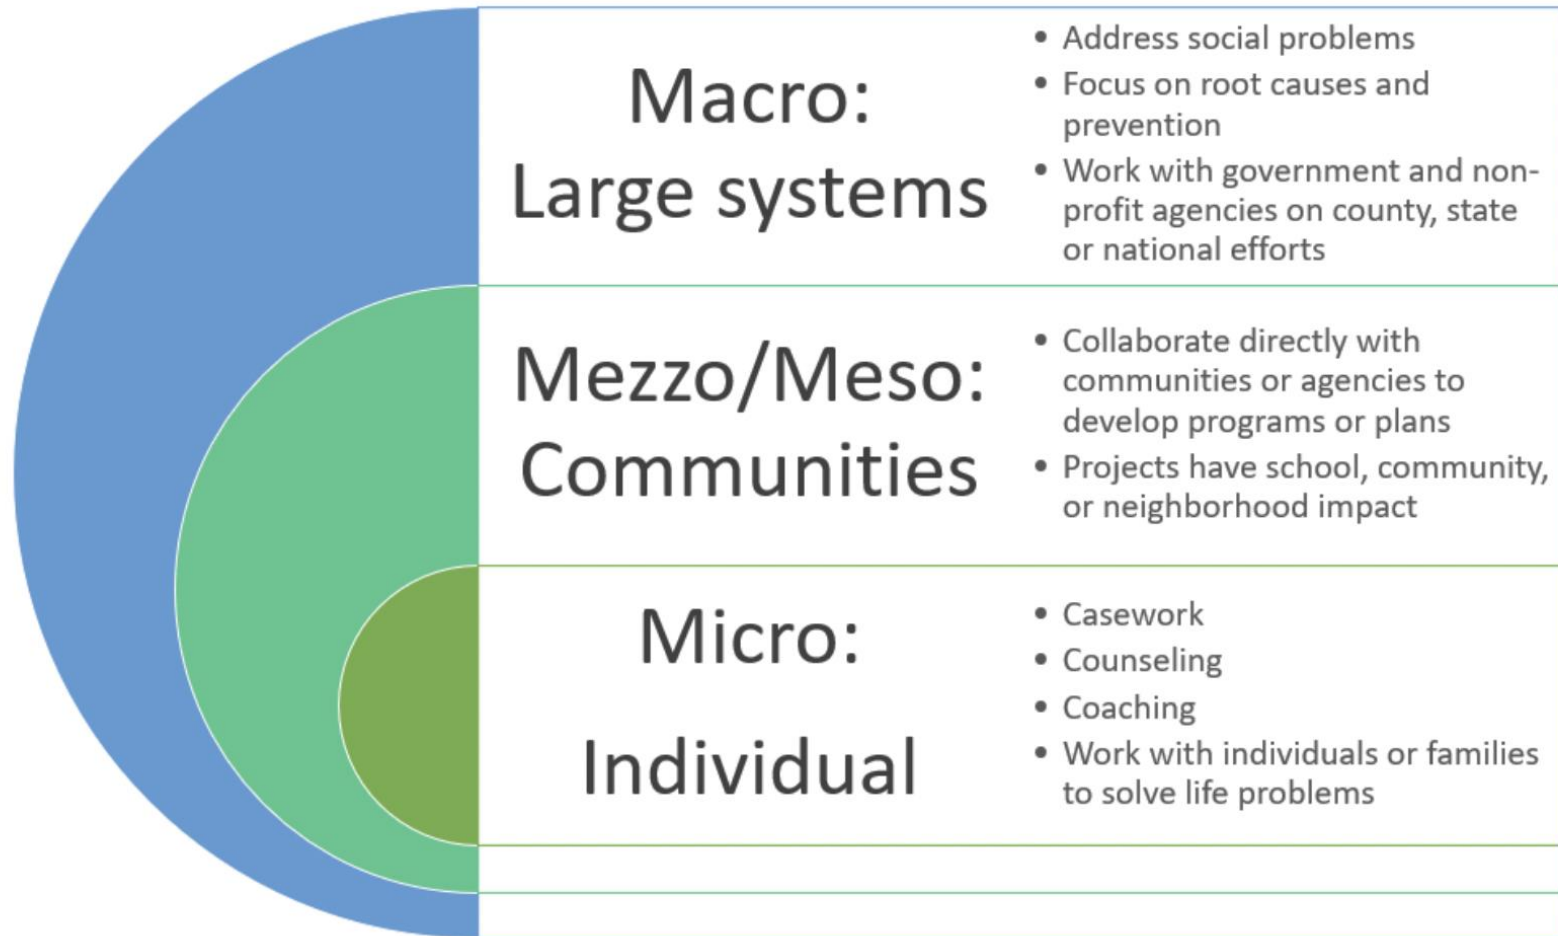 Macro:
Large systems
• Address social problems
• Focus on root causes and
prevention
• Work with government and non-
profit agencies on county, state
or national efforts
Mezzo/Meso:
Communities
• Collaborate directly with
communities or agencies to
develop programs or plans
• Projects have school, community,
or neighborhood impact
Micro:
Individual
• Casework
• Counseling
• Coaching
• Work with individuals or families
to solve life problems